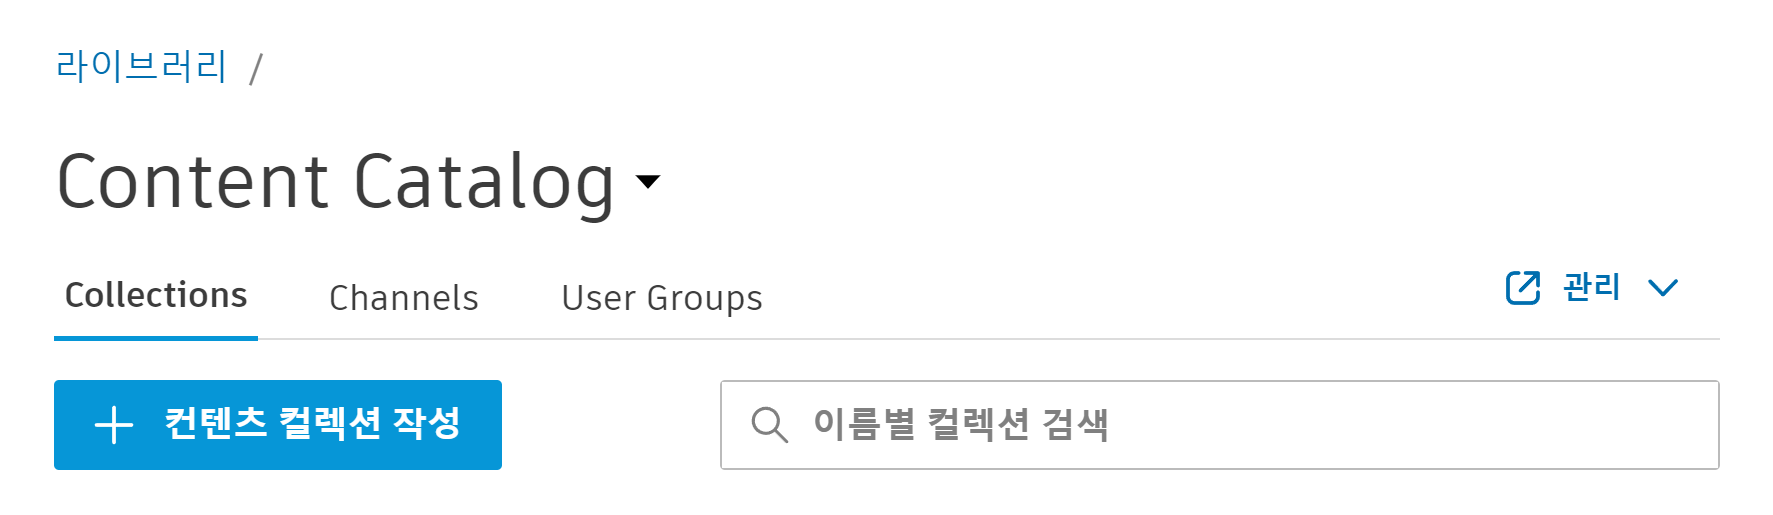 라이브러리 /
Content Catalog
Collections Channels User Groups 관리
컨텐츠 컬렉션 작성 이름별 컬렉션 검색